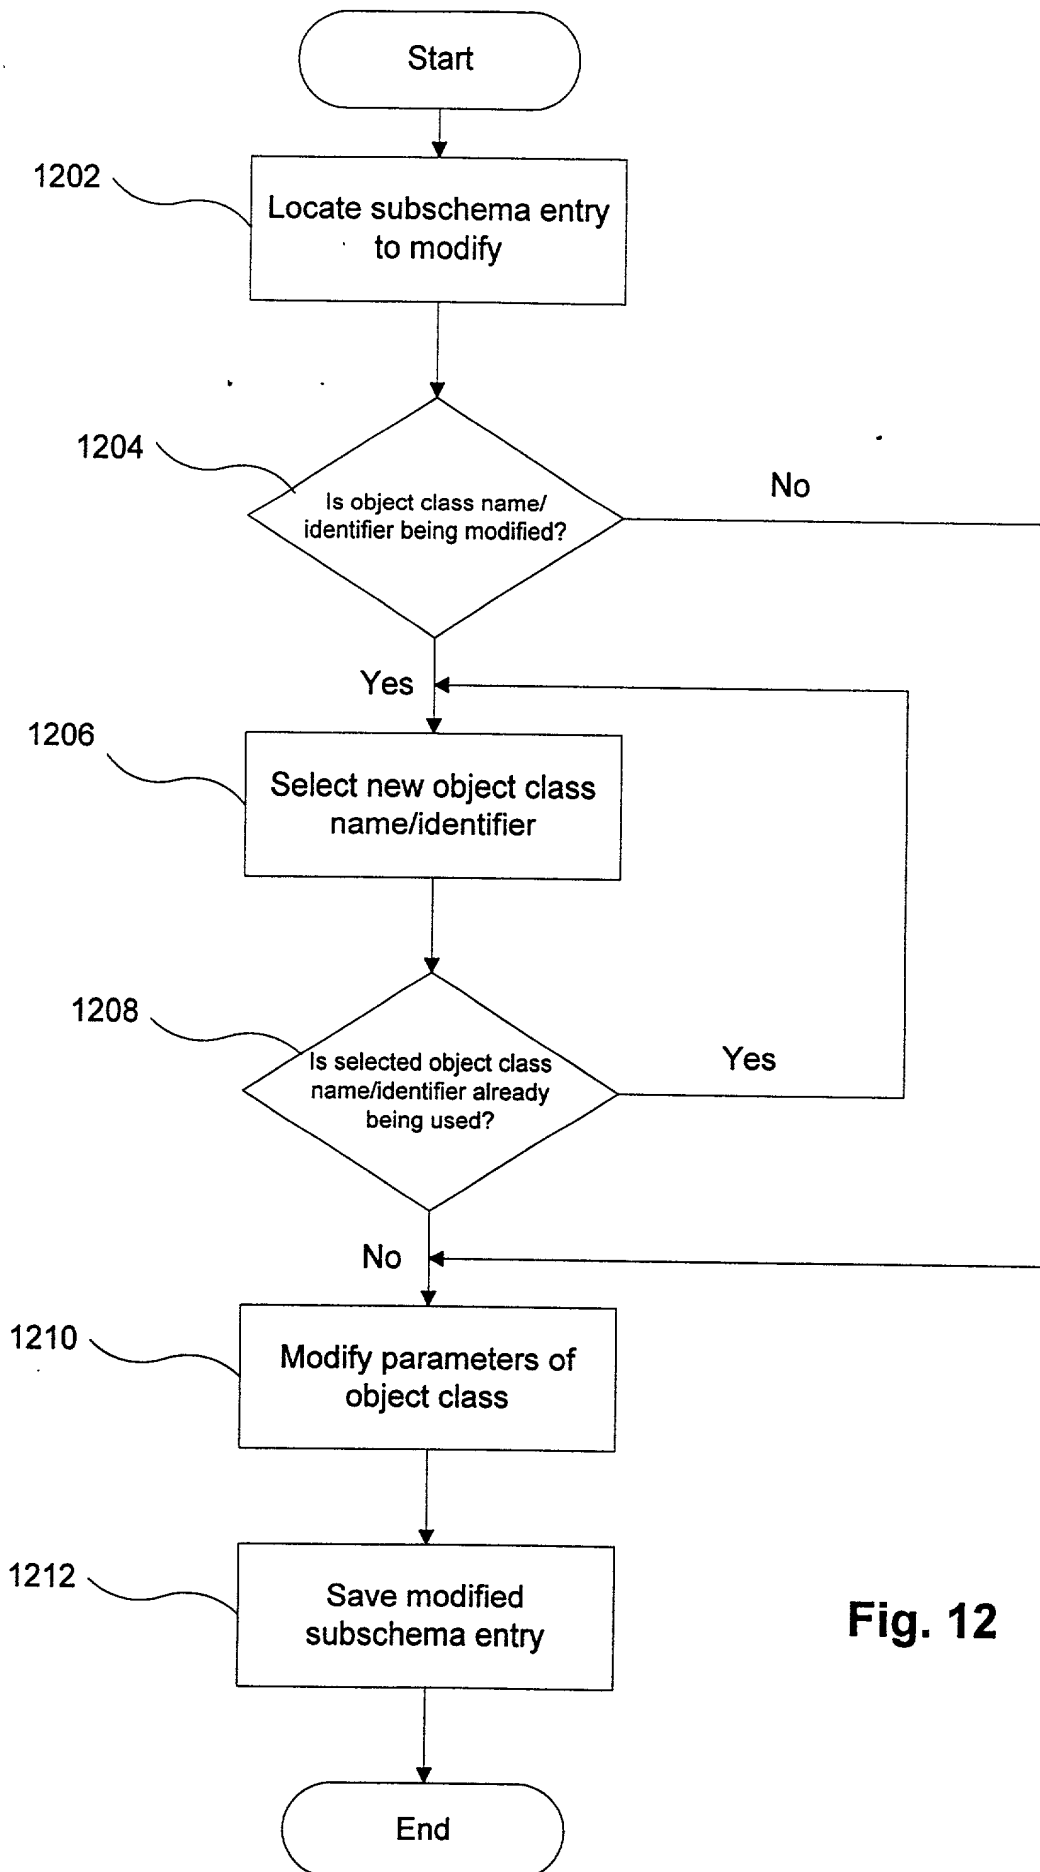 Start
1202
Locate subschema entry
to modify
1204
Is object class name/
identifier being modified?
No
Yes
1206
Select new object class
name/identifier
1208
Is selected object class
name/identifier already
being used?
Yes
No
1210
Modify parameters of
object class
1212
Save modified
subschema entry
Fig. 12
End